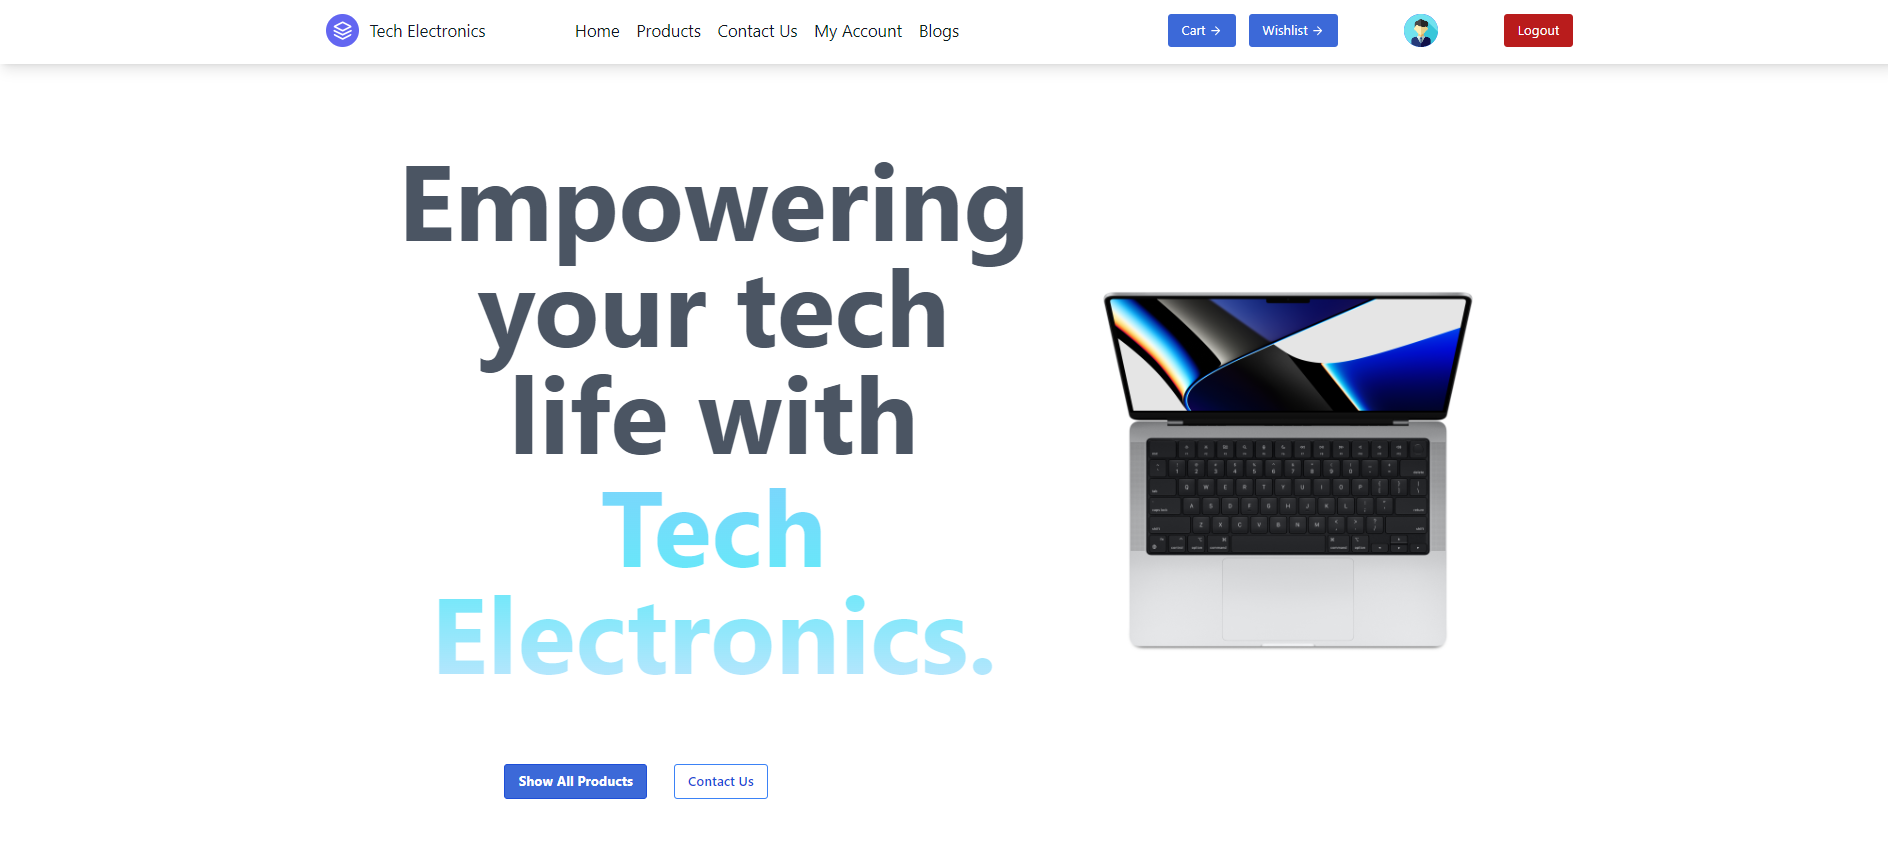 Tech Electronics
Home Products Contact Us My Account Blogs
Cart →
Wishlist →
Logout
Empowering
your tech
life with
Tech
Electronics.
Show All Products
Contact Us